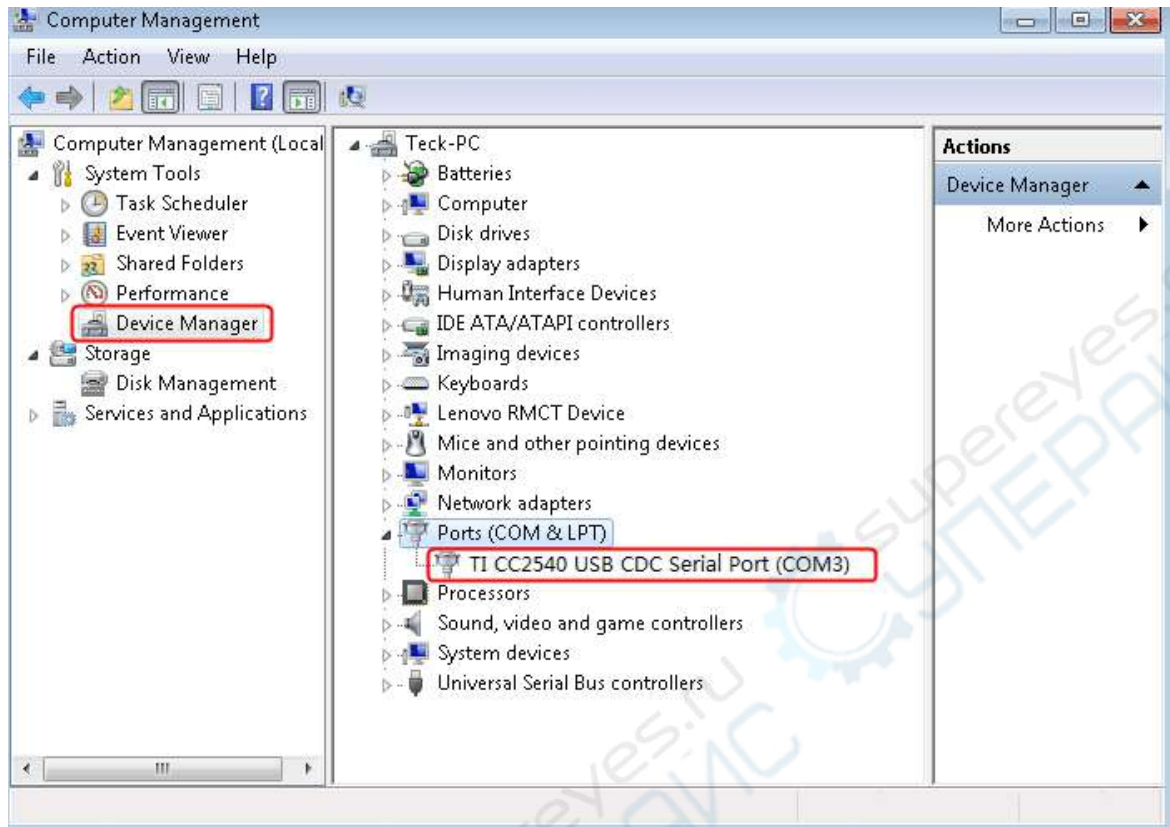 Computer Management
File Action View Help
Computer Management (Local
System Tools
Task Scheduler
Event Viewer
Shared Folders
Performance
Device Manager
Storage
Disk Management
Services and Applications
Teck-PC
Batteries
Computer
Disk drives
Display adapters
Human Interface Devices
IDE ATA/ATAPI controllers
Imaging devices
Keyboards
Lenovo RMCT Device
Mice and other pointing devices
Monitors
Network adapters
Ports (COM & LPT)
TI CC2540 USB CDC Serial Port (COM3)
Processors
Sound, video and game controllers
System devices
Universal Serial Bus controllers
Actions
Device Manager
More Actions
supereyes